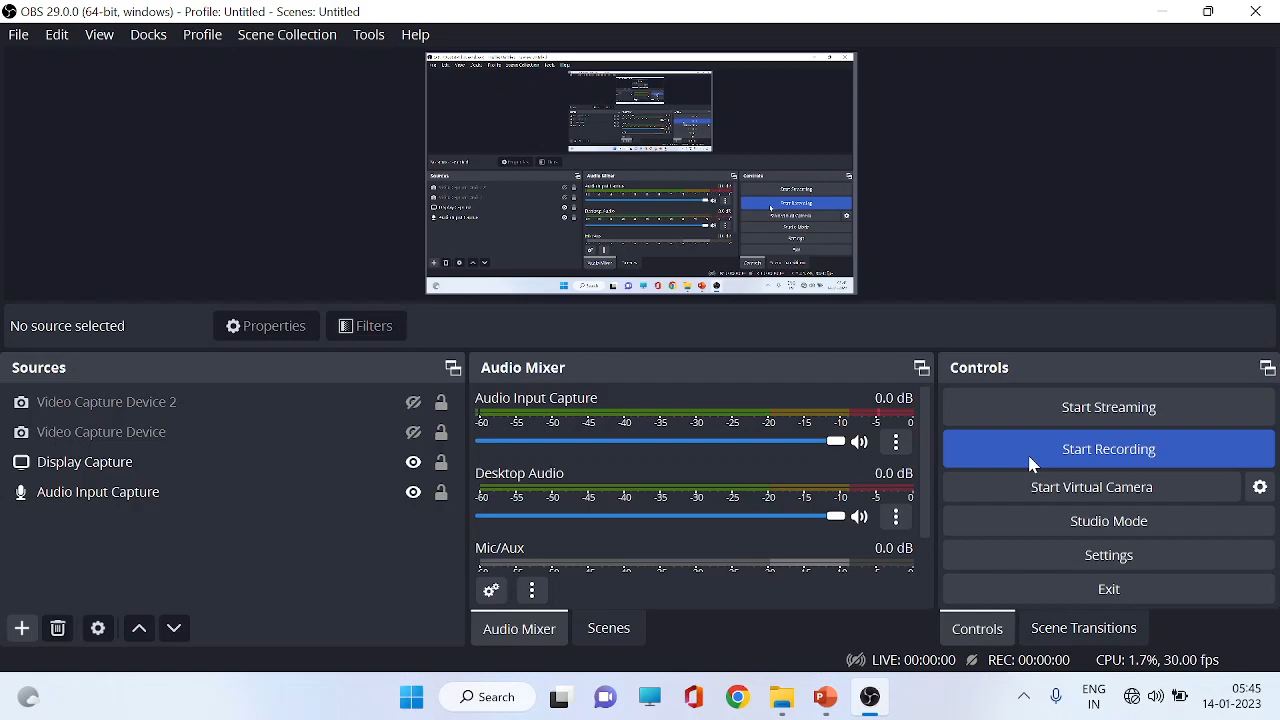 OBS 29.0.0 (64-bit, windows) - Profile: Untitled - Scenes: Untitled
File Edit View Docks Profile Scene Collection Tools Help
No source selected Properties Filters
Sources
Video Capture Device 2
Video Capture Device
Display Capture
Audio Input Capture
Audio Mixer
Audio Input Capture 0.0 dB
-60 -55 -50 -45 -40 -35 -30 -25 -20 -15 -10 -5 0
Desktop Audio 0.0 dB
-60 -55 -50 -45 -40 -35 -30 -25 -20 -15 -10 -5 0
Mic/Aux 0.0 dB
Audio Mixer Scenes
Controls
Start Streaming
Start Recording
Start Virtual Camera
Studio Mode
Settings
Exit
Controls Scene Transitions
LIVE: 00:00:00 REC: 00:00:00 CPU: 1.7%, 30.00 fps
Search
ENG
IN
05:45
14-01-2023